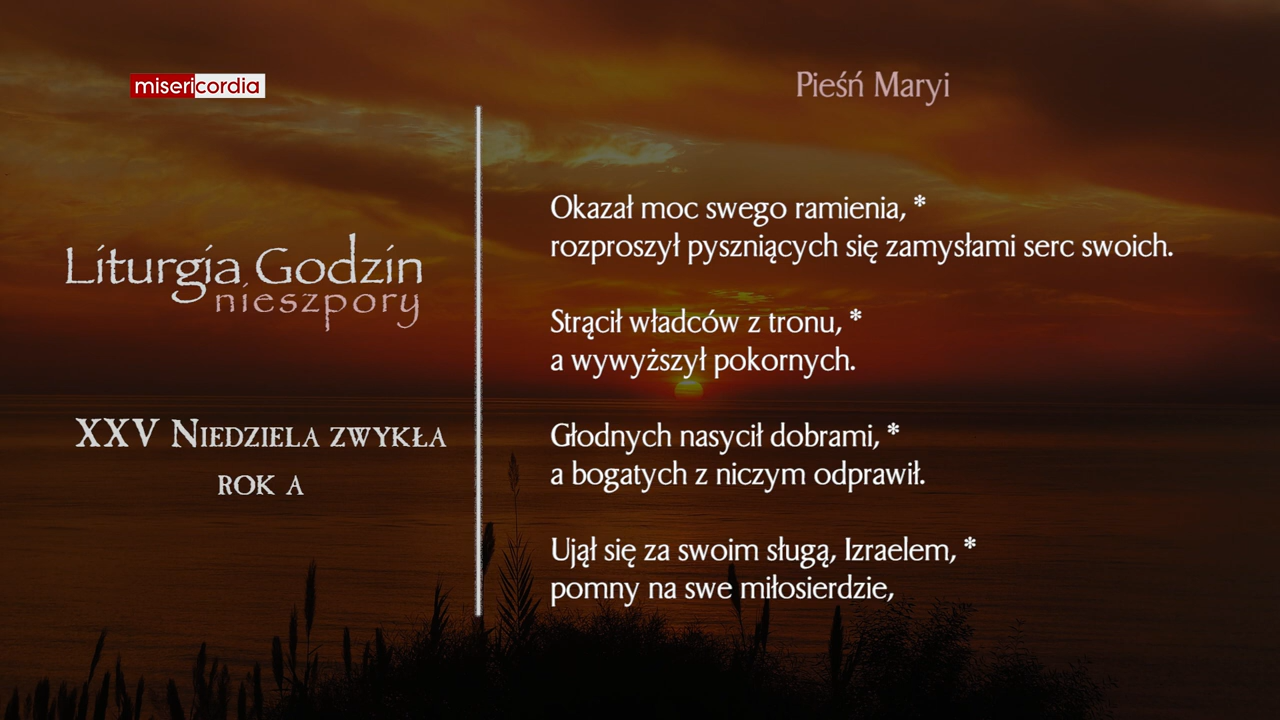 misericordia
Liturgia Godzin
nieszpory
XXV Niedziela zwykła
rok A
Pieśń Maryi
Okazał moc swego ramienia, *
rozproszył pyszniących się zamysłami serc swoich.
Strącił władców z tronu, *
a wywyższył pokornych.
Głodnych nasycił dobrami, *
a bogatych z niczym odprawił.
Ujął się za swoim sługą, Izraelem, *
pomny na swe miłosierdzie,